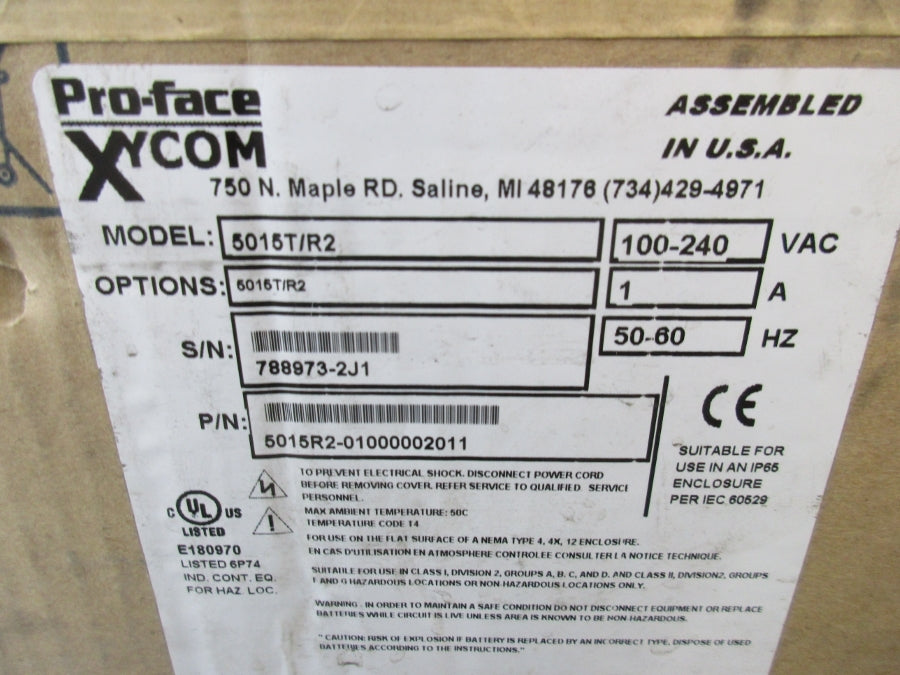 Pro-face
XYCOM
ASSEMBLED
IN U.S.A.
750 N. Maple RD. Saline, MI 48176 (734)429-4971
MODEL: 5015T/R2 100-240 VAC
OPTIONS: 5015T/R2 1 A
50-60 HZ
S/N: 788973-2J1
P/N: 5015R2-01000002011
CE
SUITABLE FOR
USE IN AN IP65
ENCLOSURE
PER IEC 60529
TO PREVENT ELECTRICAL SHOCK. DISCONNECT POWER CORD
BEFORE REMOVING COVER. REFER SERVICE TO QUALIFIED SERVICE
PERSONNEL.
MAX AMBIENT TEMPERATURE: 50C
TEMPERATURE CODE T4
C UL US
LISTED
E180970
LISTED 6P74
IND. CONT. EQ.
FOR HAZ. LOC.
FOR USE ON THE FLAT SURFACE OF A NEMA TYPE 4, 4X, 12 ENCLOSURE.
EN CAS D'UTILISATION EN ATMOSPHERE CONTROLEE CONSULTER LA NOTICE TECHNIQUE.
SUITABLE FOR USE IN CLASS I, DIVISION 2, GROUPS A, B, C, AND D. AND CLASS II, DIVISION2, GROUPS
F AND G HAZARDOUS LOCATIONS OR NON-HAZARDOUS LOCATIONS ONLY.
WARNING - IN ORDER TO MAINTAIN A SAFE CONDITION DO NOT DISCONNECT EQUIPMENT OR REPLACE
BATTERIES WHILE CIRCUIT IS LIVE UNLESS AREA IS KNOWN TO BE NON-HAZARDOUS.
" CAUTION: RISK OF EXPLOSION IF BATTERY IS REPLACED BY AN INCORRECT TYPE, DISPOSE OF USED
BATTERIES ACCORDING TO THE INSTRUCTIONS."